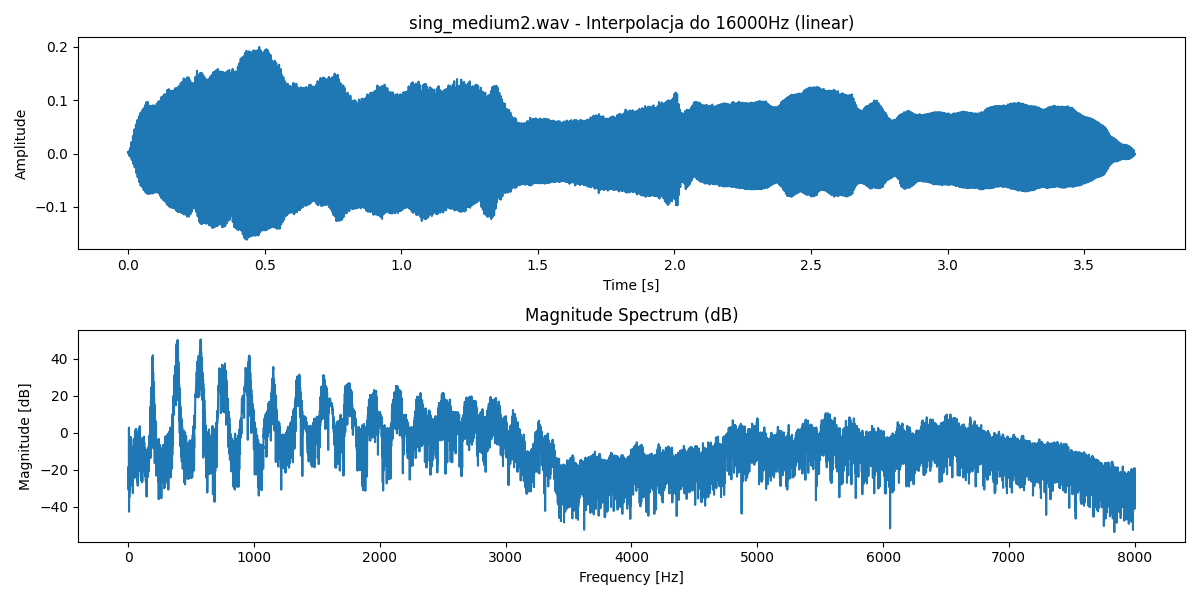 sing_medium2.wav - Interpolacja do 16000Hz (linear)
0.2
0.1
0.0
−0.1
Amplitude
0.0 0.5 1.0 1.5 2.0 2.5 3.0 3.5
Time [s]
Magnitude Spectrum (dB)
40
20
0
−20
−40
Magnitude [dB]
0 1000 2000 3000 4000 5000 6000 7000 8000
Frequency [Hz]